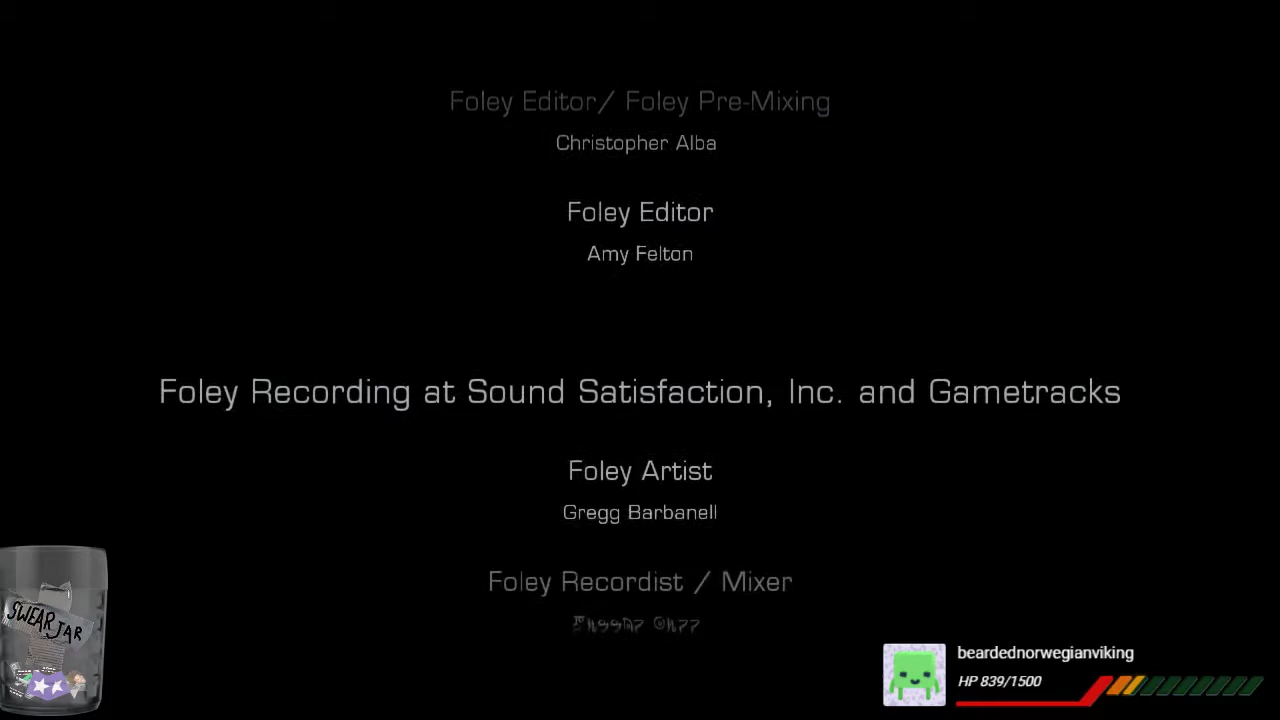 Foley Editor/ Foley Pre-Mixing
Christopher Alba
Foley Editor
Amy Felton
Foley Recording at Sound Satisfaction, Inc. and Gametracks
Foley Artist
Gregg Barbanell
Foley Recordist / Mixer
SWEAR JAR
beardednorwegianviking
HP 839/1500